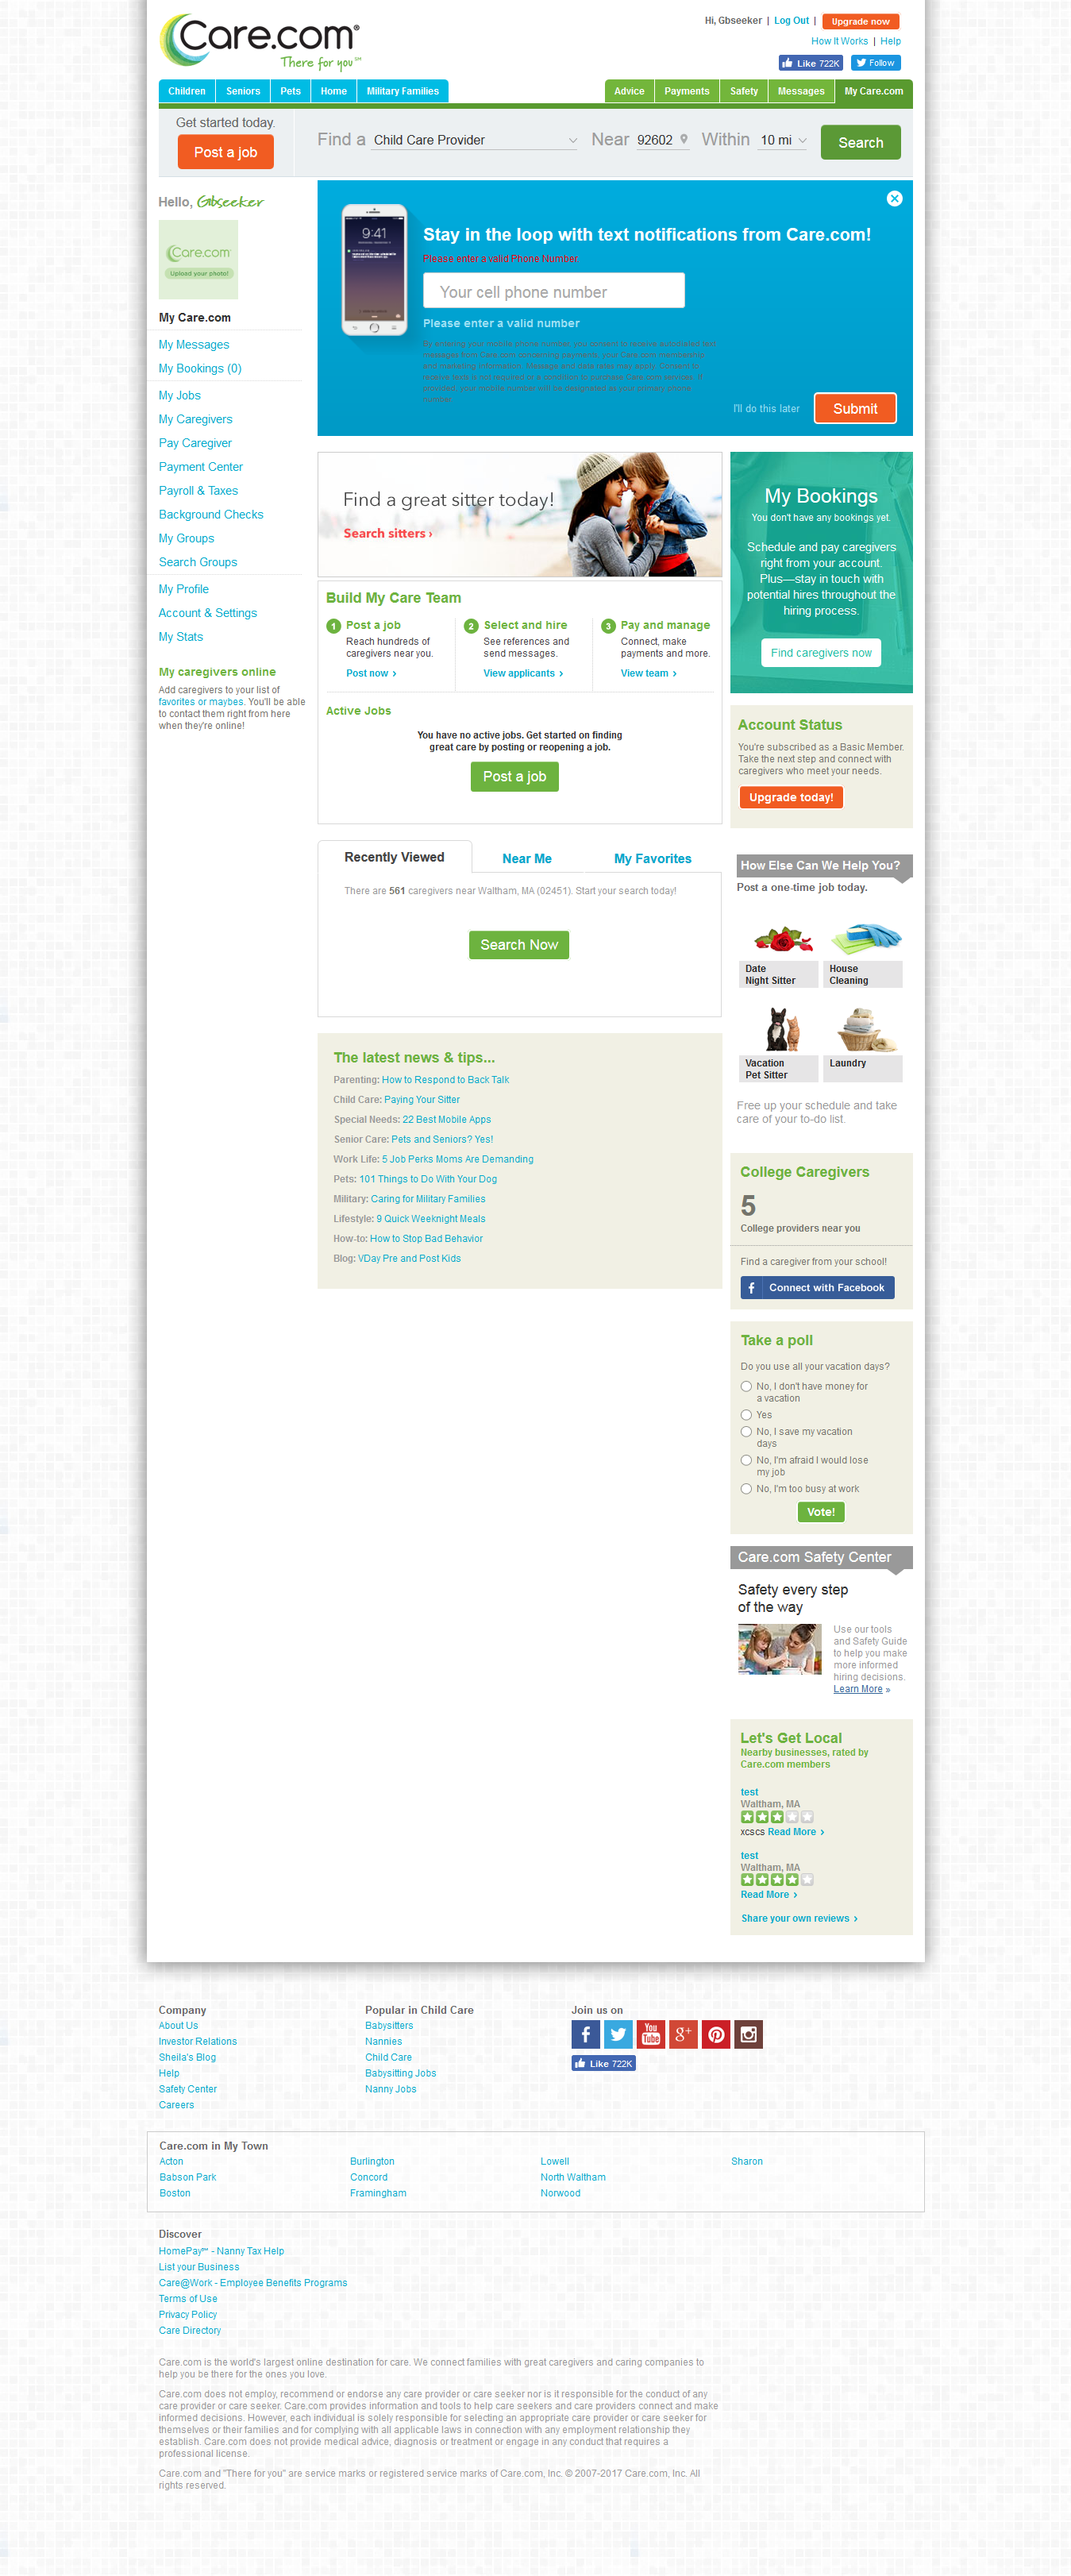 Care.com®
There for you℠
Hi, Gbseeker | Log Out | Upgrade now
How It Works | Help
Like 722K Follow
Children Seniors Pets Home Military Families
Advice Payments Safety Messages My Care.com
Get started today.
Post a job
Find a Child Care Provider Near 92602 Within 10 mi Search
Hello, Gbseeker
Care.com
Upload your photo!
My Care.com
My Messages
My Bookings (0)
My Jobs
My Caregivers
Pay Caregiver
Payment Center
Payroll & Taxes
Background Checks
My Groups
Search Groups
My Profile
Account & Settings
My Stats
My caregivers online
Add caregivers to your list of
favorites or maybes. You'll be able
to contact them right from here
when they're online!
9:41
Stay in the loop with text notifications from Care.com!
Please enter a valid Phone Number
Your cell phone number
Please enter a valid number
By entering your mobile phone number, you consent to receive automated text
messages from Care.com concerning payments, your Care.com membership
and marketing information. Message and data rates may apply. Consent to
receive texts is not required as a condition to purchase Care.com services. If
provided, your mobile number will be designated as your primary phone
number.
I'll do this later
Submit
Find a great sitter today!
Search sitters ›
Build My Care Team
1 Post a job
Reach hundreds of
caregivers near you.
Post now ›
2 Select and hire
See references and
send messages.
View applicants ›
3 Pay and manage
Connect, make
payments and more.
View team ›
Active Jobs
You have no active jobs. Get started on finding
great care by posting or reopening a job.
Post a job
Recently Viewed Near Me My Favorites
There are 561 caregivers near Waltham, MA (02451). Start your search today!
Search Now
The latest news & tips...
Parenting: How to Respond to Back Talk
Child Care: Paying Your Sitter
Special Needs: 22 Best Mobile Apps
Senior Care: Pets and Seniors? Yes!
Work Life: 5 Job Perks Moms Are Demanding
Pets: 101 Things to Do With Your Dog
Military: Caring for Military Families
Lifestyle: 9 Quick Weeknight Meals
How-to: How to Stop Bad Behavior
Blog: VDay Pre and Post Kids
My Bookings
You don't have any bookings yet.
Schedule and pay caregivers
right from your account.
Plus—stay in touch with
potential hires throughout the
hiring process.
Find caregivers now
Account Status
You're subscribed as a Basic Member.
Take the next step and connect with
caregivers who meet your needs.
Upgrade today!
How Else Can We Help You?
Post a one-time job today.
Date
Night Sitter
House
Cleaning
Vacation
Pet Sitter
Laundry
Free up your schedule and take
care of your to-do list.
College Caregivers
5
College providers near you
Find a caregiver from your school!
f Connect with Facebook
Take a poll
Do you use all your vacation days?
No, I don't have money for
a vacation
Yes
No, I save my vacation
days
No, I'm afraid I would lose
my job
No, I'm too busy at work
Vote!
Care.com Safety Center
Safety every step
of the way
Use our tools
and Safety Guide
to help you make
more informed
hiring decisions.
Learn More »
Let's Get Local
Nearby businesses, rated by
Care.com members
test
Waltham, MA
xcscs Read More ›
test
Waltham, MA
Read More ›
Share your own reviews ›
Company
About Us
Investor Relations
Sheila's Blog
Help
Safety Center
Careers
Popular in Child Care
Babysitters
Nannies
Child Care
Babysitting Jobs
Nanny Jobs
Join us on
f You Tube g+
Like 722K
Care.com in My Town
Acton Burlington Lowell Sharon
Babson Park Concord North Waltham
Boston Framingham Norwood
Discover
HomePay℠ - Nanny Tax Help
List your Business
Care@Work - Employee Benefits Programs
Terms of Use
Privacy Policy
Care Directory
Care.com is the world's largest online destination for care. We connect families with great caregivers and caring companies to
help you be there for the ones you love.
Care.com does not employ, recommend or endorse any care provider or care seeker nor is it responsible for the conduct of any
care provider or care seeker. Care.com provides information and tools to help care seekers and care providers connect and make
informed decisions. However, each individual is solely responsible for selecting an appropriate care provider or care seeker for
themselves or their families and for complying with all applicable laws in connection with any employment relationship they
establish. Care.com does not provide medical advice, diagnosis or treatment or engage in any conduct that requires a
professional license.
Care.com and "There for you" are service marks or registered service marks of Care.com, Inc. © 2007-2017 Care.com, Inc. All
rights reserved.